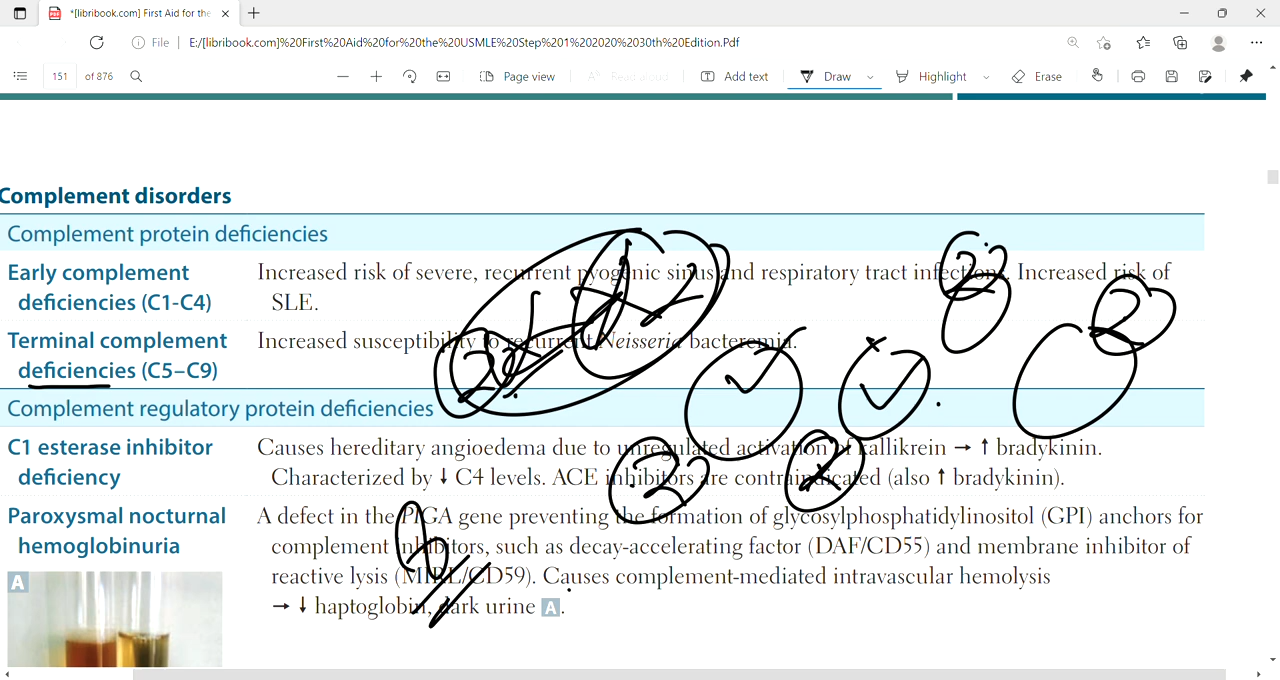 *[libribook.com] First Aid for the
File E:/[libribook.com]%20First%20Aid%20for%20the%20USMLE%20Step%201%202020%2030th%20Edition.Pdf
151 of 876 Page view Read aloud Add text Draw Highlight Erase
Complement disorders
Complement protein deficiencies
Early complement deficiencies (C1-C4)
Increased risk of severe, recurrent pyogenic sinus and respiratory tract infections. Increased risk of
SLE.
Terminal complement deficiencies (C5–C9)
Increased susceptibility to recurrent Neisseria bacteremia.
Complement regulatory protein deficiencies
C1 esterase inhibitor deficiency
Causes hereditary angioedema due to unregulated activation of kallikrein → ↑ bradykinin.
Characterized by ↓ C4 levels. ACE inhibitors are contraindicated (also ↑ bradykinin).
Paroxysmal nocturnal hemoglobinuria
A defect in the PIGA gene preventing the formation of glycosylphosphatidylinositol (GPI) anchors for
complement inhibitors, such as decay-accelerating factor (DAF/CD55) and membrane inhibitor of
reactive lysis (MIRL/CD59). Causes complement-mediated intravascular hemolysis
→ ↓ haptoglobin, dark urine A.
A